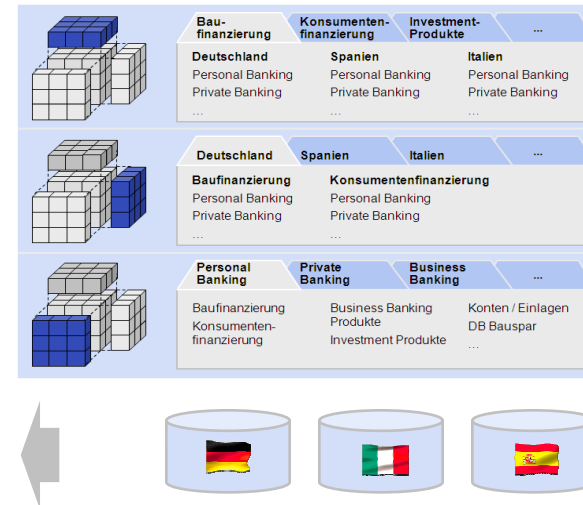 Bau-
finanzierung
Konsumenten-
finanzierung
Investment-
Produkte
...
Deutschland
Spanien
Italien
Personal Banking
Personal Banking
Personal Banking
Private Banking
Private Banking
Private Banking
...
...
...
Deutschland
Spanien
Italien
...
Baufinanzierung
Konsumentenfinanzierung
Personal Banking
Personal Banking
Private Banking
Private Banking
...
...
Personal
Banking
Private
Banking
Business
Banking
...
Baufinanzierung
Konsumenten-
finanzierung
Business Banking
Produkte
Investment Produkte
Konten / Einlagen
DB Bauspar
...